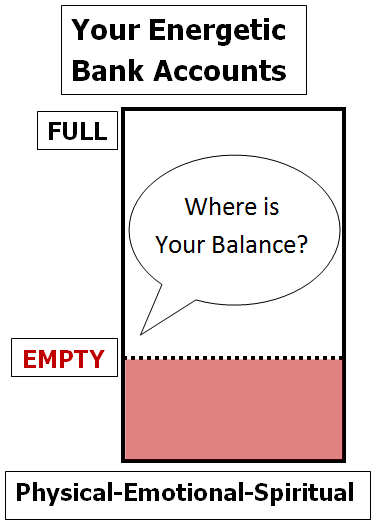 Your Energetic
Bank Accounts
FULL
Where is
Your Balance?
EMPTY
Physical-Emotional-Spiritual